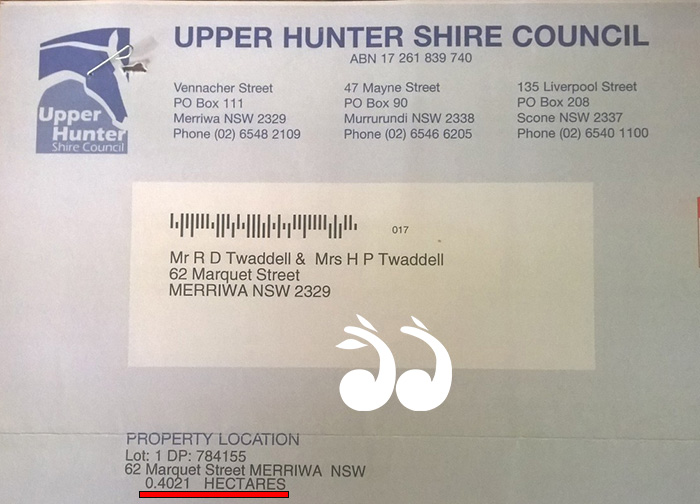 UPPER HUNTER SHIRE COUNCIL
ABN 17 261 839 740
Upper
Hunter
Shire Council
Vennacher Street
PO Box 111
Merriwa NSW 2329
Phone (02) 6548 2109
47 Mayne Street
PO Box 90
Murrurundi NSW 2338
Phone (02) 6546 6205
135 Liverpool Street
PO Box 208
Scone NSW 2337
Phone (02) 6540 1100
017
Mr R D Twaddell & Mrs H P Twaddell
62 Marquet Street
MERRIWA NSW 2329
PROPERTY LOCATION
Lot: 1 DP: 784155
62 Marquet Street MERRIWA NSW
0.4021 HECTARES